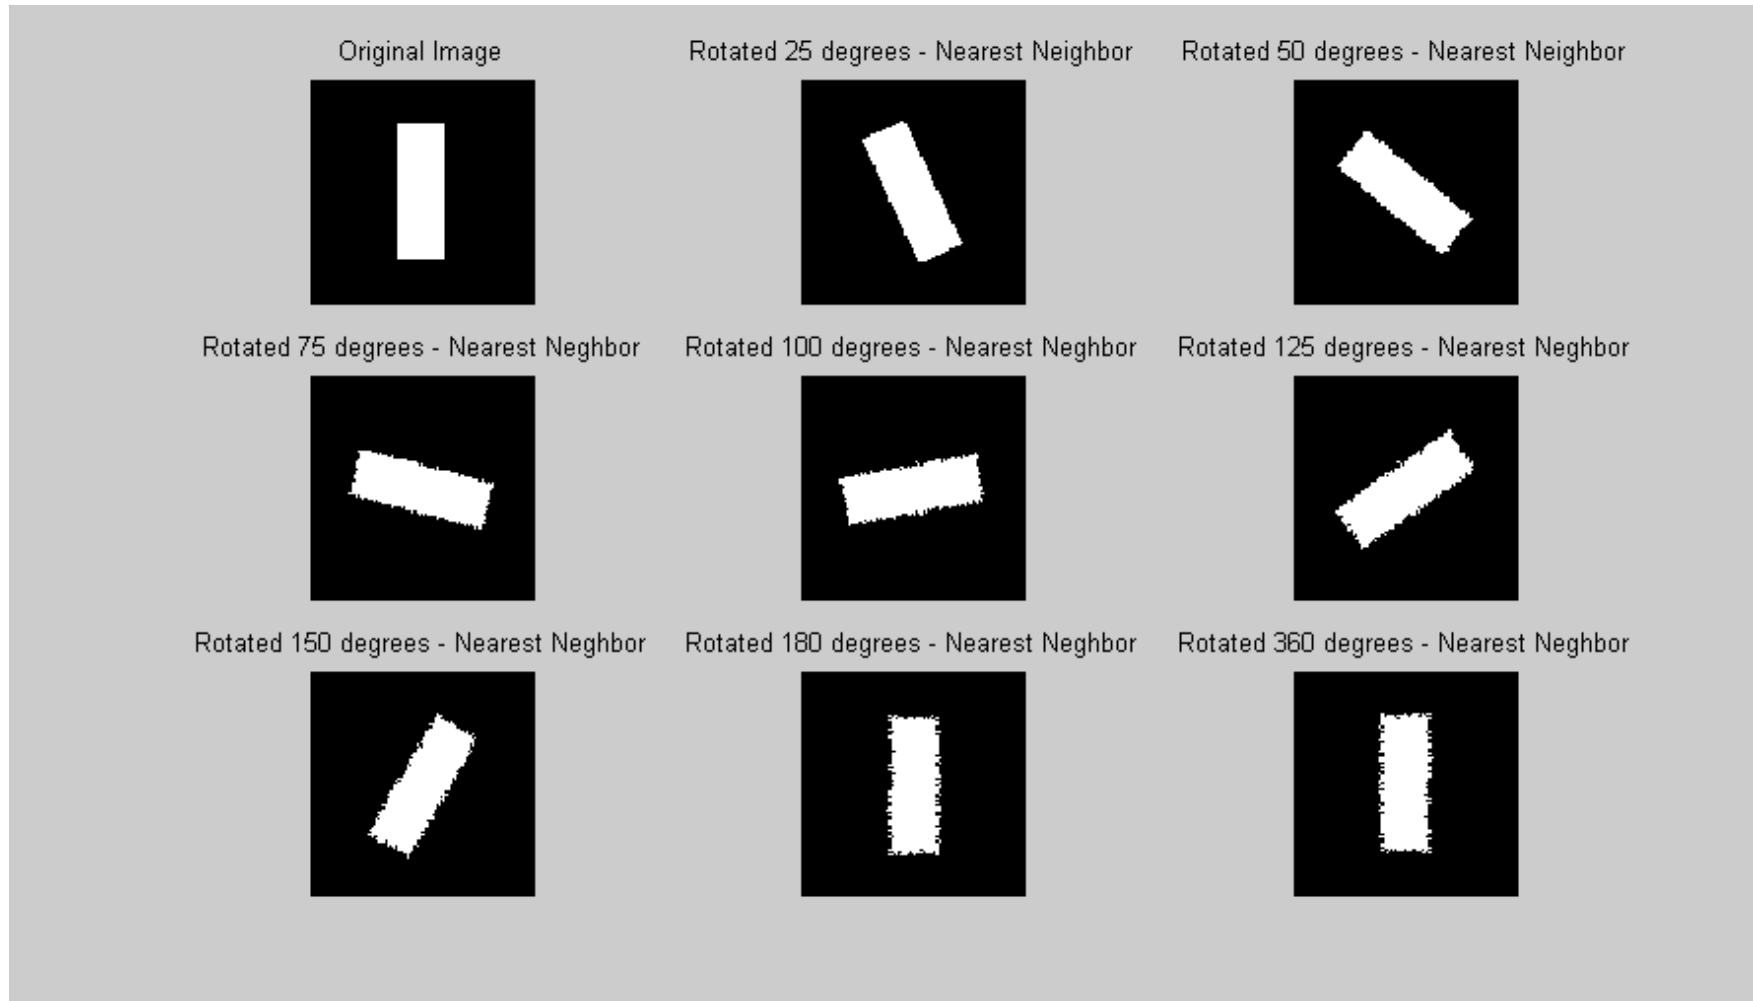 Original Image
Rotated 25 degrees - Nearest Neighbor
Rotated 50 degrees - Nearest Neighbor
Rotated 75 degrees - Nearest Neghbor
Rotated 100 degrees - Nearest Neghbor
Rotated 125 degrees - Nearest Neghbor
Rotated 150 degrees - Nearest Neghbor
Rotated 180 degrees - Nearest Neghbor
Rotated 360 degrees - Nearest Neghbor